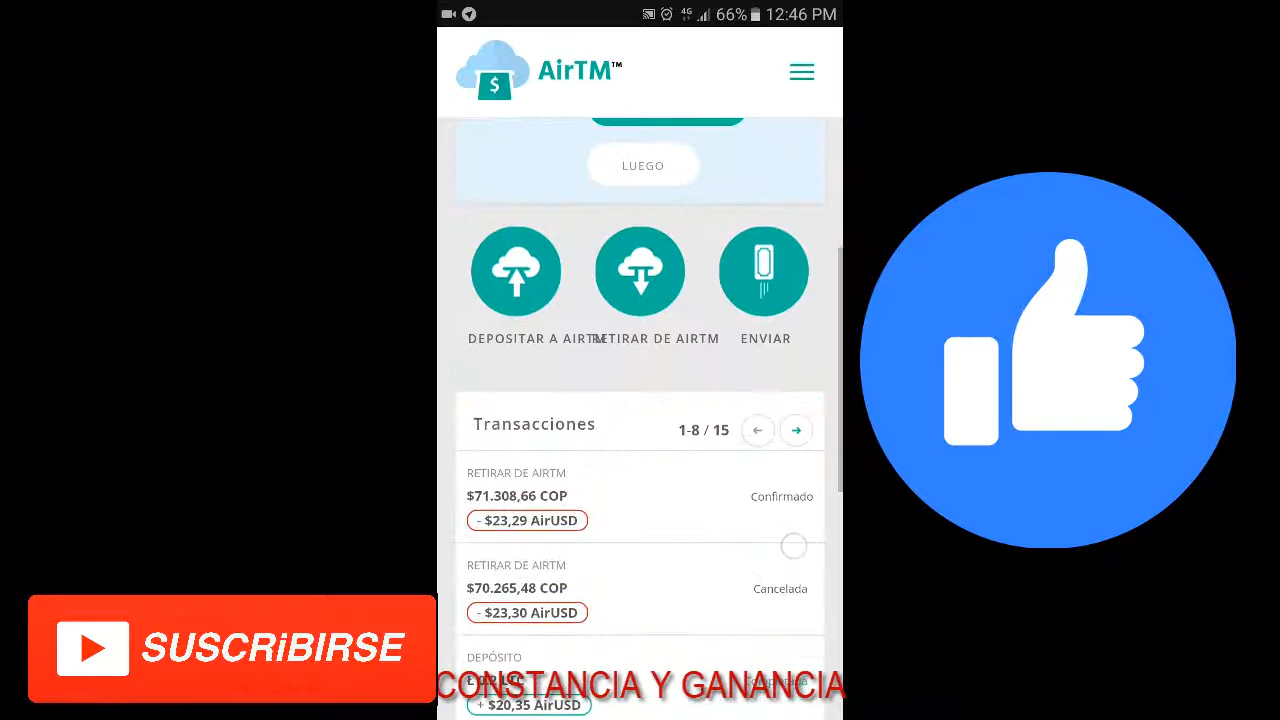 4G 66% 12:46 PM
AirTM™
$
LUEGO
DEPOSITAR A AIRTM
RETIRAR DE AIRTM
ENVIAR
Transacciones
1-8 / 15
RETIRAR DE AIRTM
$71.308,66 COP
Confirmado
- $23,29 AirUSD
RETIRAR DE AIRTM
$70.265,48 COP
Cancelada
- $23,30 AirUSD
DEPÓSITO
CONSTANCIA Y GANANCIA
+ $20,35 AirUSD
SUSCRiBIRSE